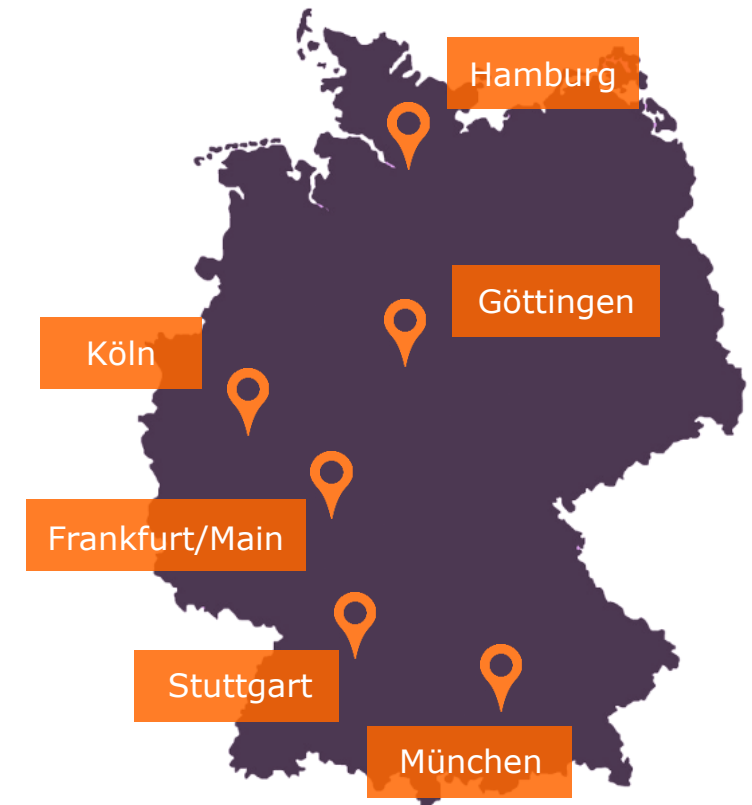 Hamburg
Göttingen
Köln
Frankfurt/Main
Stuttgart
München